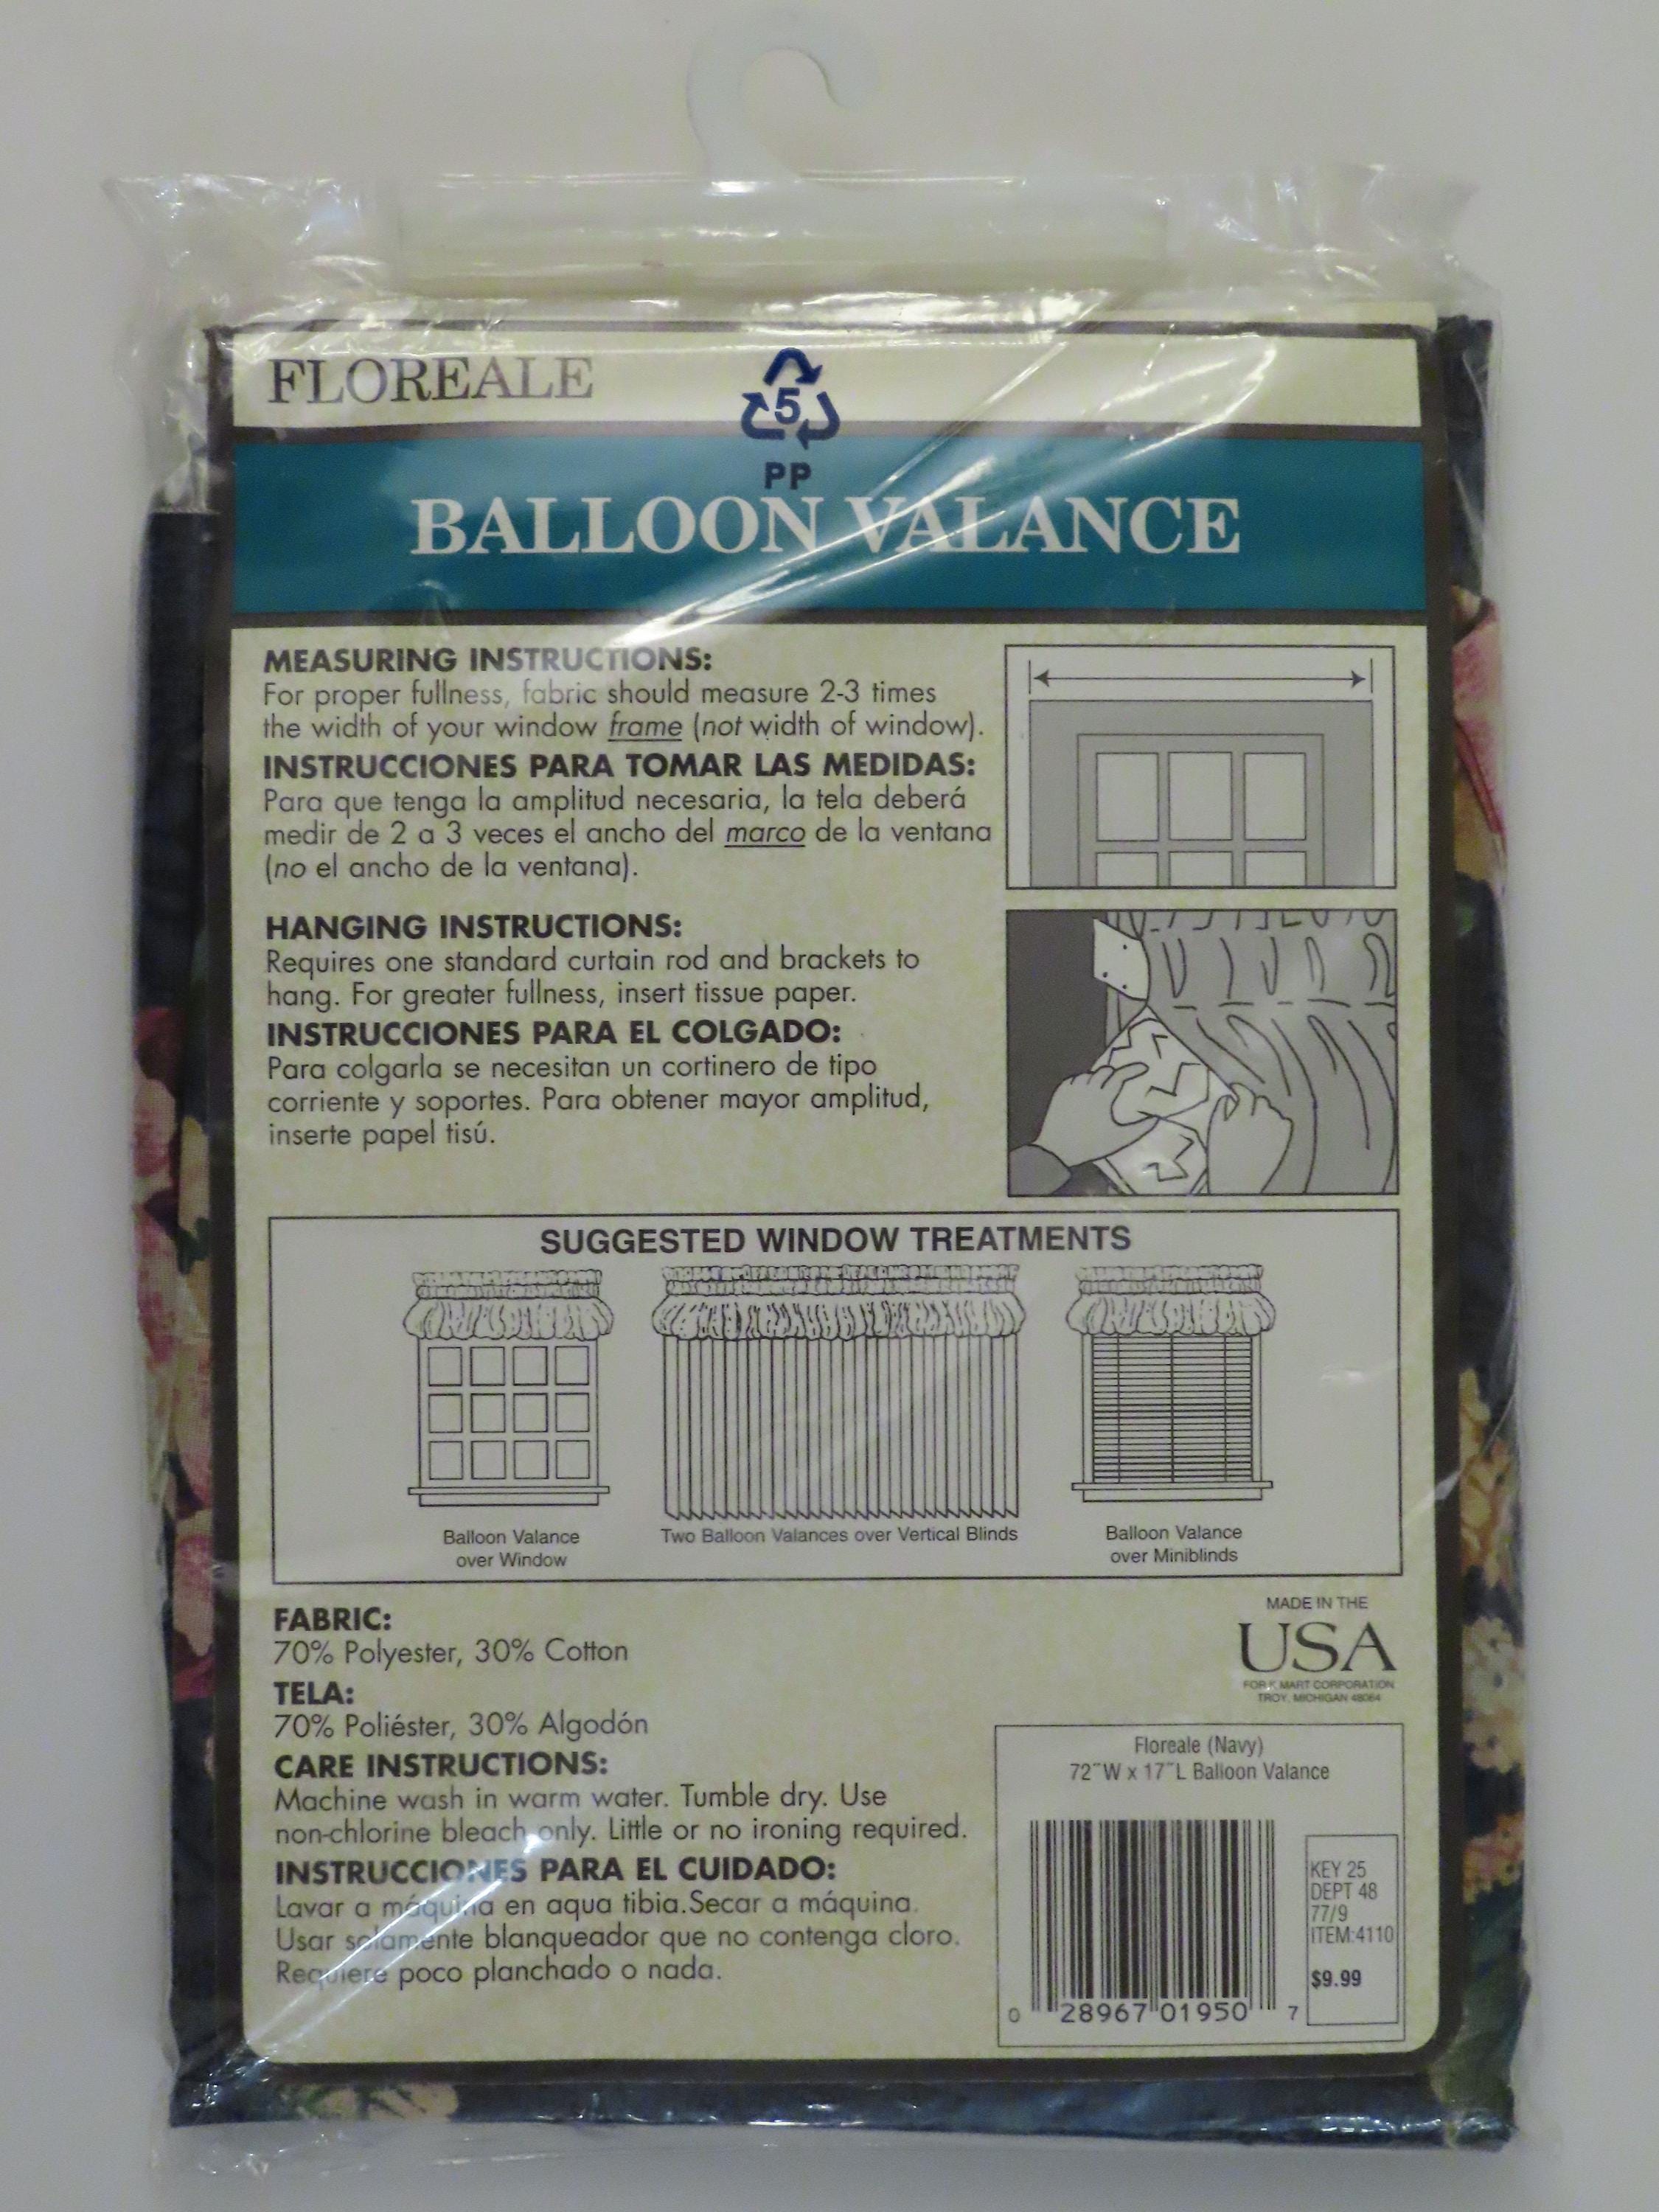 FLOREALE
5
PP
BALLOON VALANCE
MEASURING INSTRUCTIONS:
For proper fullness, fabric should measure 2-3 times
the width of your window frame (not width of window).
INSTRUCCIONES PARA TOMAR LAS MEDIDAS:
Para que tenga la amplitud necesaria, la tela deberá
medir de 2 a 3 veces el ancho del marco de la ventana
(no el ancho de la ventana).
HANGING INSTRUCTIONS:
Requires one standard curtain rod and brackets to
hang. For greater fullness, insert tissue paper.
INSTRUCCIONES PARA EL COLGADO:
Para colgarla se necesitan un cortinero de tipo
corriente y soportes. Para obtener mayor amplitud,
inserte papel tisú.
SUGGESTED WINDOW TREATMENTS
Balloon Valance
over Window
Two Balloon Valances over Vertical Blinds
Balloon Valance
over Miniblinds
FABRIC:
70% Polyester, 30% Cotton
TELA:
70% Poliéster, 30% Algodón
CARE INSTRUCTIONS:
Machine wash in warm water. Tumble dry. Use
non-chlorine bleach only. Little or no ironing required.
INSTRUCCIONES PARA EL CUIDADO:
Lavar a máquina en aqua tibia.Secar a máquina.
Usar solamente blanqueador que no contenga cloro.
Requiere poco planchado o nada.
MADE IN THE
USA
FOR K MART CORPORATION
TROY, MICHIGAN 48084
Floreale (Navy)
72"W x 17"L Balloon Valance
0 28967 01950 7
KEY 25
DEPT 48
77/9
ITEM:4110
$9.99